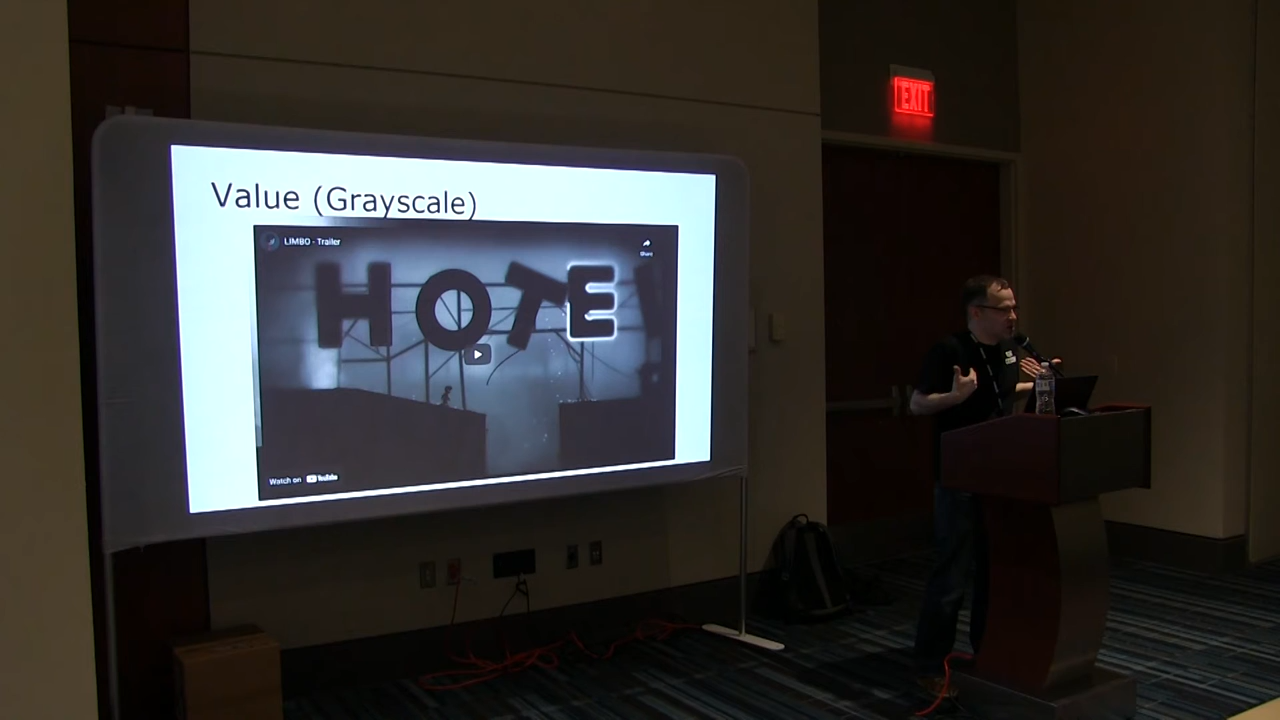 EXIT
Value (Grayscale)
LIMBO - Trailer
Share
HOTE
Watch on YouTube